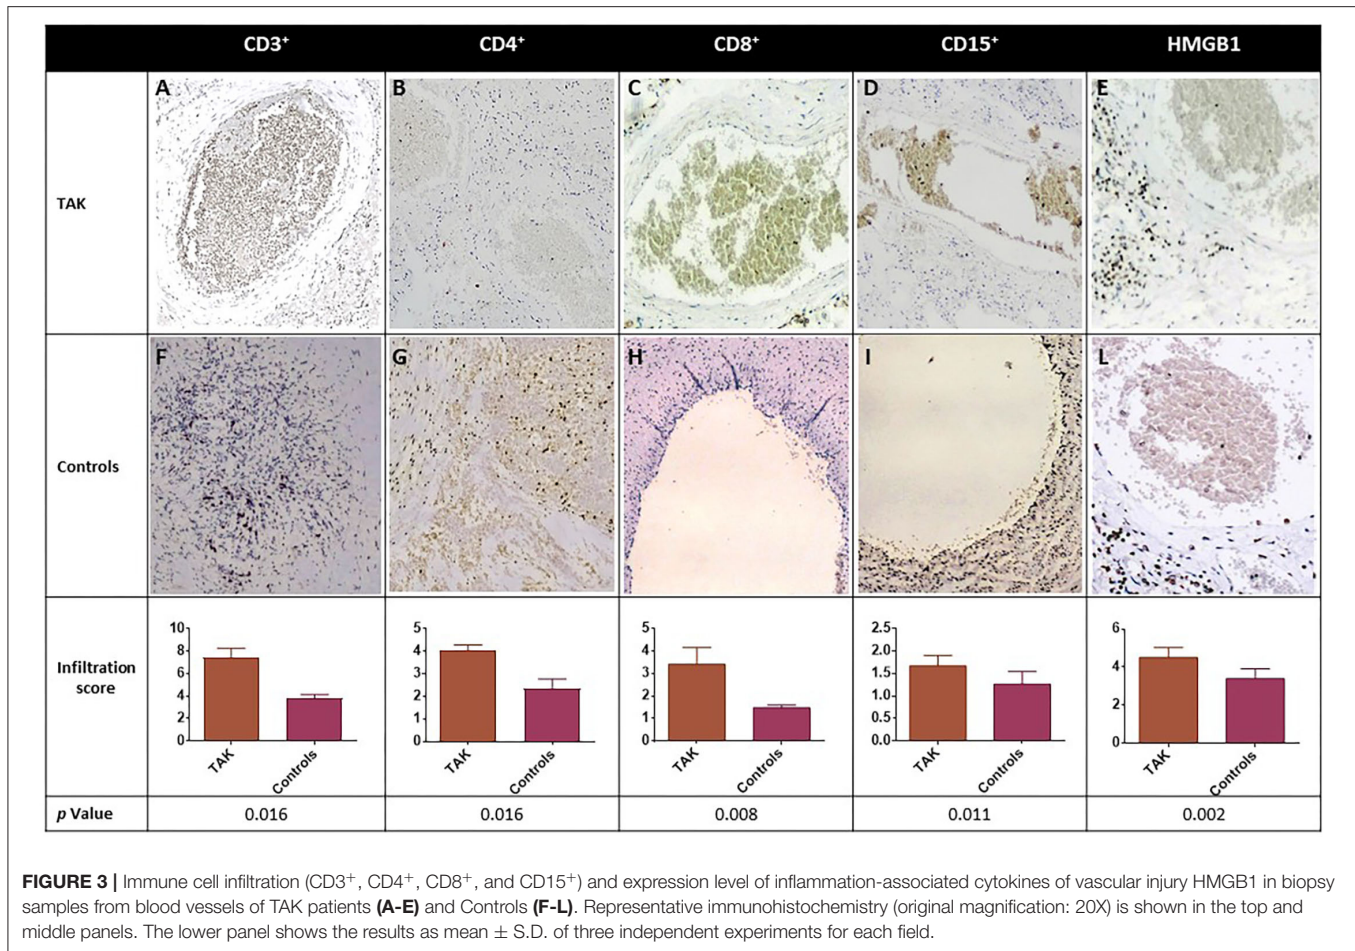 CD3⁺ CD4⁺ CD8⁺ CD15⁺ HMGB1
TAK
A B C D E
Controls
F G H I L
Infiltration
score
10
8
6
4
2
0
TAK
Controls
5
4
3
2
1
0
TAK
Controls
5
4
3
2
1
0
TAK
Controls
2.5
2.0
1.5
1.0
0.5
0.0
TAK
Controls
6
4
2
0
TAK
Controls
p Value 0.016 0.016 0.008 0.011 0.002
FIGURE 3 | Immune cell infiltration (CD3⁺, CD4⁺, CD8⁺, and CD15⁺) and expression level of inflammation-associated cytokines of vascular injury HMGB1 in biopsy
samples from blood vessels of TAK patients (A-E) and Controls (F-L). Representative immunohistochemistry (original magnification: 20X) is shown in the top and
middle panels. The lower panel shows the results as mean ± S.D. of three independent experiments for each field.